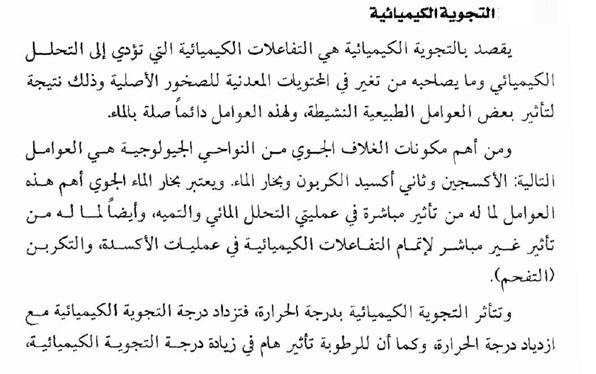 التجوية الكيميائية
يقصد بالتجوية الكيميائية هي التفاعلات الكيميائية التي تؤدي إلى التحلل
الكيميائي وما يصاحبه من تغير في المحتويات المعدنية للصخور الأصلية وذلك نتيجة
لتأثير بعض العوامل الطبيعية النشيطة، ولهذه العوامل دائماً صلة بالماء.
ومن أهم مكونات الغلاف الجوي من النواحي الجيولوجية هي العوامل
التالية: الأكسجين وثاني أكسيد الكربون وبخار الماء. ويعتبر بخار الماء الجوي أهم هذه
العوامل لما له من تأثير مباشرة في عمليتي التحلل المائي والتميه، وأيضاً لما له من
تأثير غير مباشر لإتمام التفاعلات الكيميائية في عمليات الأكسدة، والتكربن
(التفحم).
وتتأثر التجوية الكيميائية بدرجة الحرارة، فتزداد درجة التجوية الكيميائية مع
ازدياد درجة الحرارة، وكما أن للرطوبة تأثير هام في زيادة درجة التجوية الكيميائية،